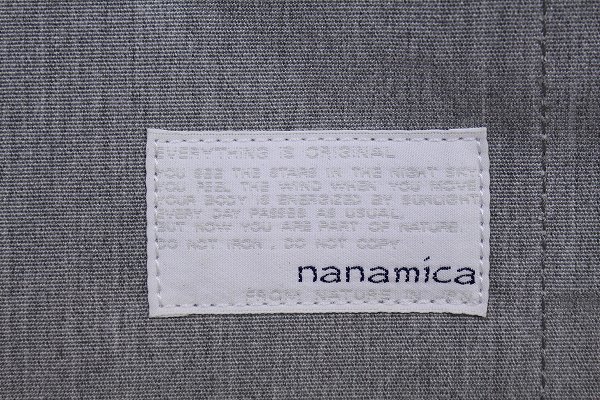 EVERYTHING IS ORIGINAL
YOU SEE THE STARS IN THE NIGHT SKY
YOU FEEL THE WIND WHEN YOU MOVE
YOUR BODY IS ENERGIZED BY SUNLIGHT
EVERY DAY PASSES AS USUAL,
BUT NOW YOU ARE PART OF NATURE
DO NOT IRON , DO NOT COPY
nanamica
FROM NATURE IN